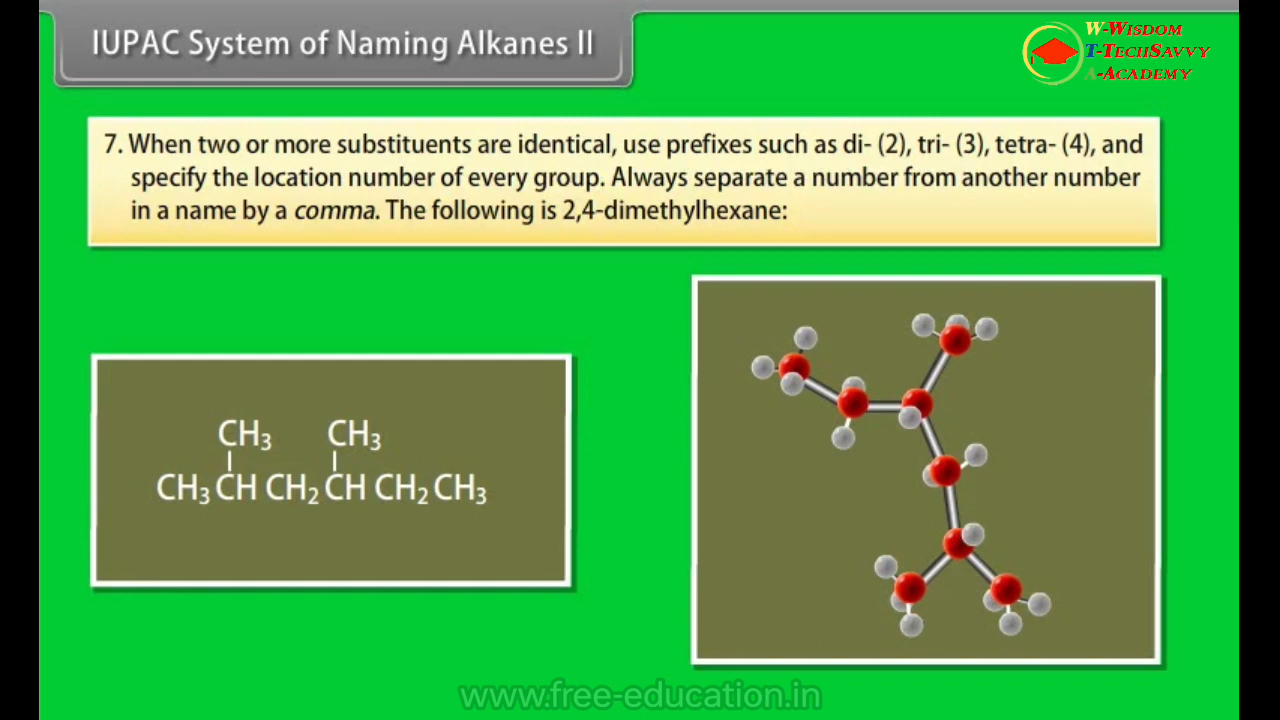 IUPAC System of Naming Alkanes II
W-Wisdom
T-TechSavvy
A-Academy
7. When two or more substituents are identical, use prefixes such as di- (2), tri- (3), tetra- (4), and
specify the location number of every group. Always separate a number from another number
in a name by a comma. The following is 2,4-dimethylhexane:
CH₃ CH₃
CH₃ CH CH₂ CH CH₂ CH₃
www.free-education.in